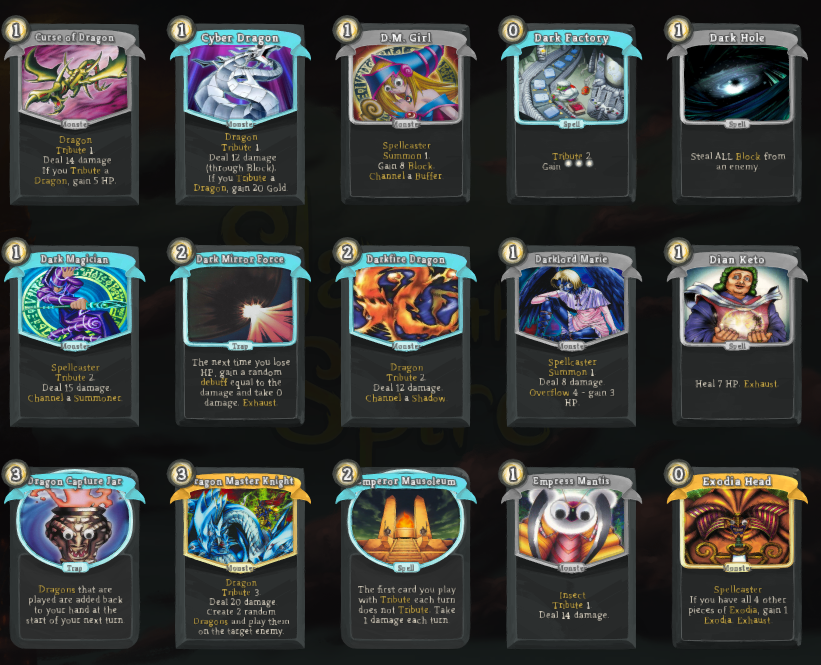 1
Curse of Dragon
Monster
Dragon
Tribute 1
Deal 14 damage
If you Tribute a
Dragon, gain 5 HP.
1
Cyber Dragon
Monster
Dragon
Tribute 1
Deal 12 damage
(through Block).
If you Tribute a
Dragon, gain 20 Gold
1
D.M. Girl
Monster
Spellcaster
Summon 1.
Gain 8 Block.
Channel a Buffer.
0
Dark Factory
Spell
Tribute 2
Gain
1
Dark Hole
Spell
Steal ALL Block from
an enemy
1
Dark Magician
Monster
Spellcaster
Tribute 2.
Deal 15 damage.
Channel a Summoner.
2
Dark Mirror Force
Trap
The next time you lose
HP, gain a random
debuff equal to the
damage and take 0
damage. Exhaust.
2
Darkfire Dragon
Monster
Dragon
Tribute 2.
Deal 12 damage.
Channel a Shadow
1
Darklord Marie
Monster
Spellcaster
Summon 1
Deal 8 damage
Overflow 4 - gain 3
HP.
1
Dian Keto
Spell
Heal 7 HP. Exhaust.
3
Dragon Capture Jar
Trap
Dragons that are
played are added back
to your hand at the
start of your next turn
3
Dragon Master Knight
Monster
Dragon
Tribute 3.
Deal 20 damage
Create 2 random
Dragons and play them
on the target enemy.
2
Emperor Mausoleum
Spell
The first card you play
with Tribute each turn
does not Tribute. Take
1 damage each turn
1
Empress Mantis
Monster
Insect
Tribute 1
Deal 14 damage.
0
Exodia Head
Monster
Spellcaster
If you have all 4 other
pieces of Exodia, gain 1
Exodia. Exhaust.